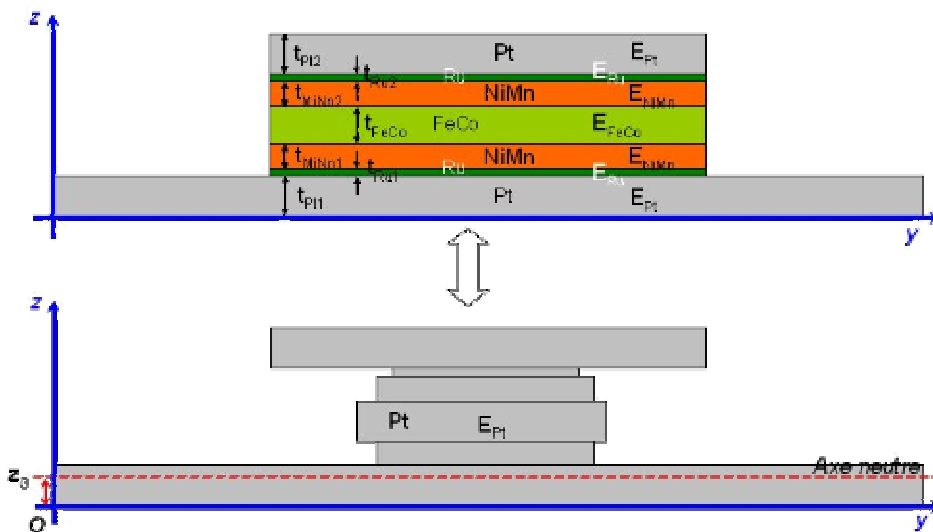 z
t_Pt2 Pt E_Pt
t_Ru2 Ru E_Ru
t_NiMn2 NiMn E_NiMn
t_FeCo FeCo E_FeCo
t_NiMn1 NiMn E_NiMn
t_Ru1 Ru E_Ru
t_Pt1 Pt E_Pt
y
z
Pt E_Pt
Axe neutre
z_G
O y